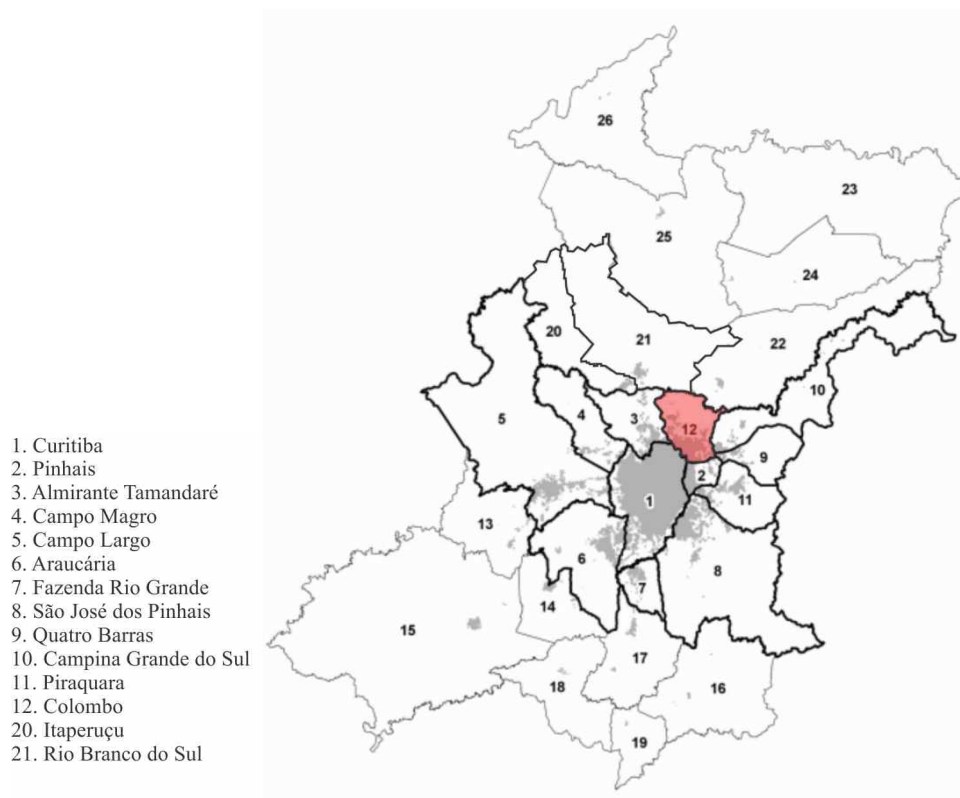 26
23
25
24
20
21
22
10
5
4
3
12
9
2
11
1
13
6
8
7
14
15
17
18
16
19
1. Curitiba
2. Pinhais
3. Almirante Tamandaré
4. Campo Magro
5. Campo Largo
6. Araucária
7. Fazenda Rio Grande
8. São José dos Pinhais
9. Quatro Barras
10. Campina Grande do Sul
11. Piraquara
12. Colombo
20. Itaperuçu
21. Rio Branco do Sul